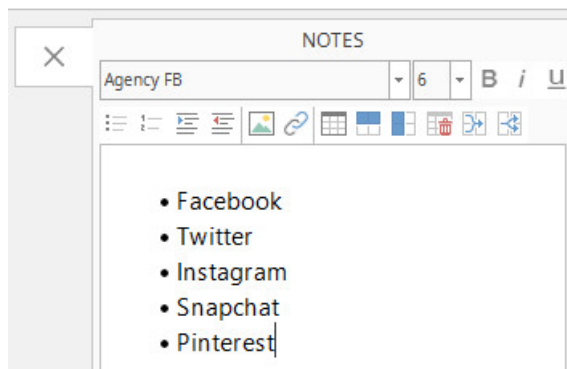 NOTES
Agency FB 6 B i U
• Facebook
• Twitter
• Instagram
• Snapchat
• Pinterest